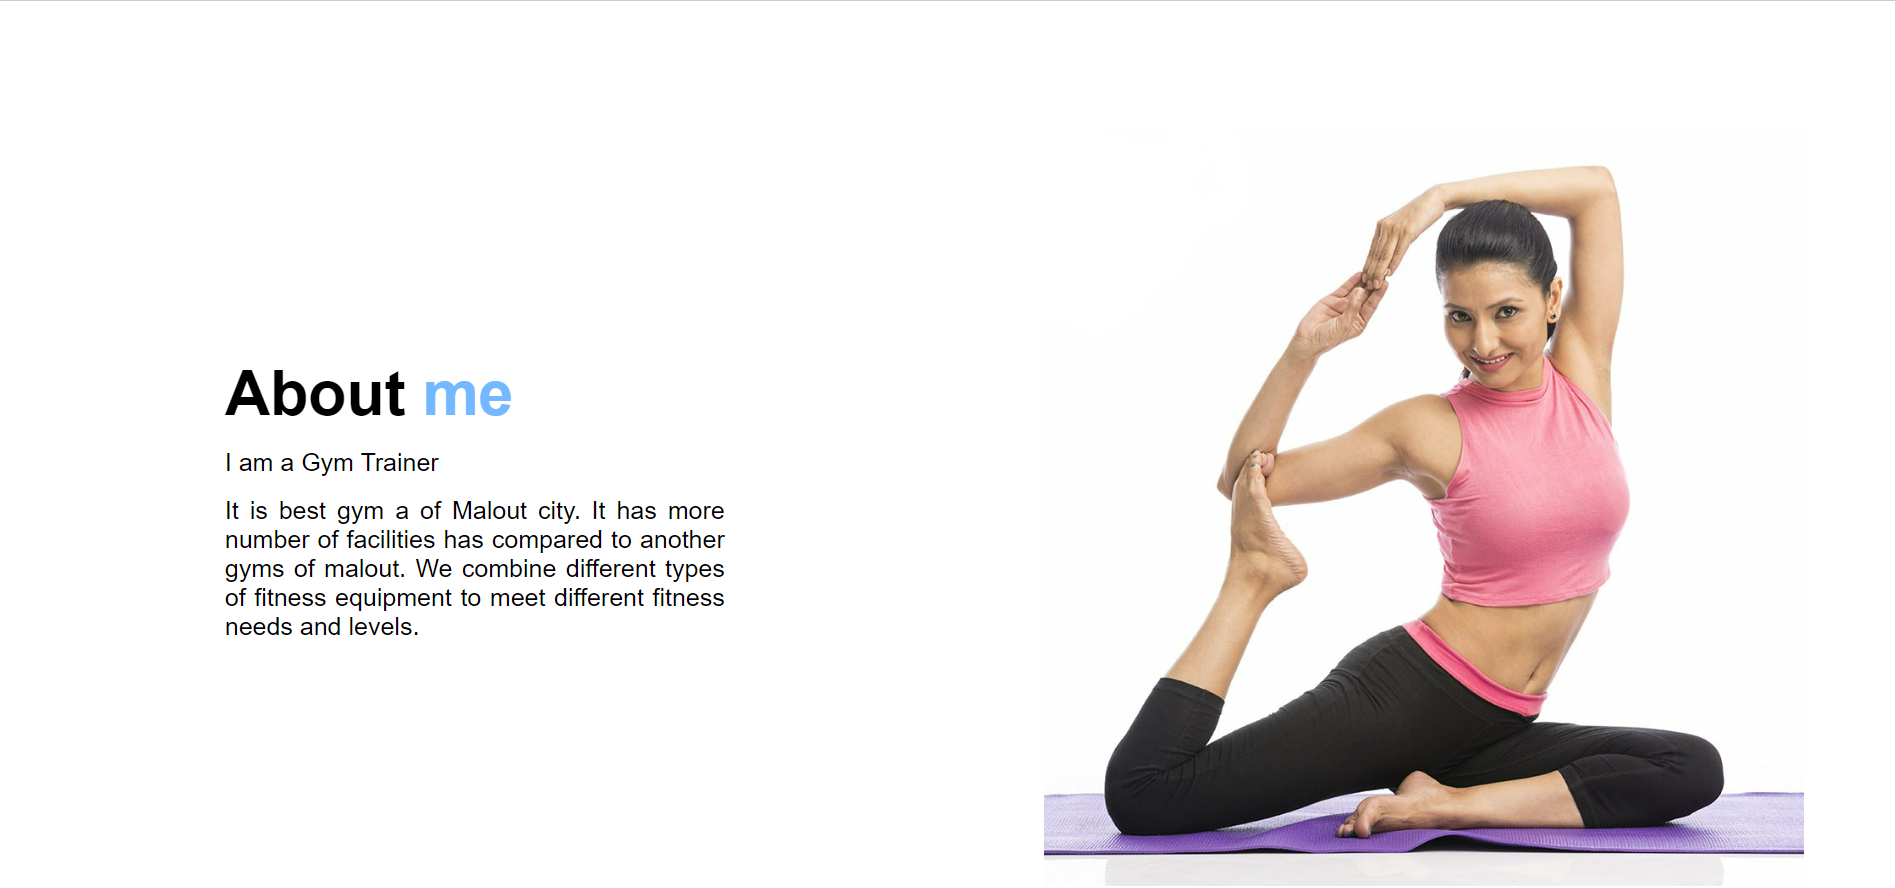 About me
I am a Gym Trainer
It is best gym a of Malout city. It has more
number of facilities has compared to another
gyms of malout. We combine different types
of fitness equipment to meet different fitness
needs and levels.